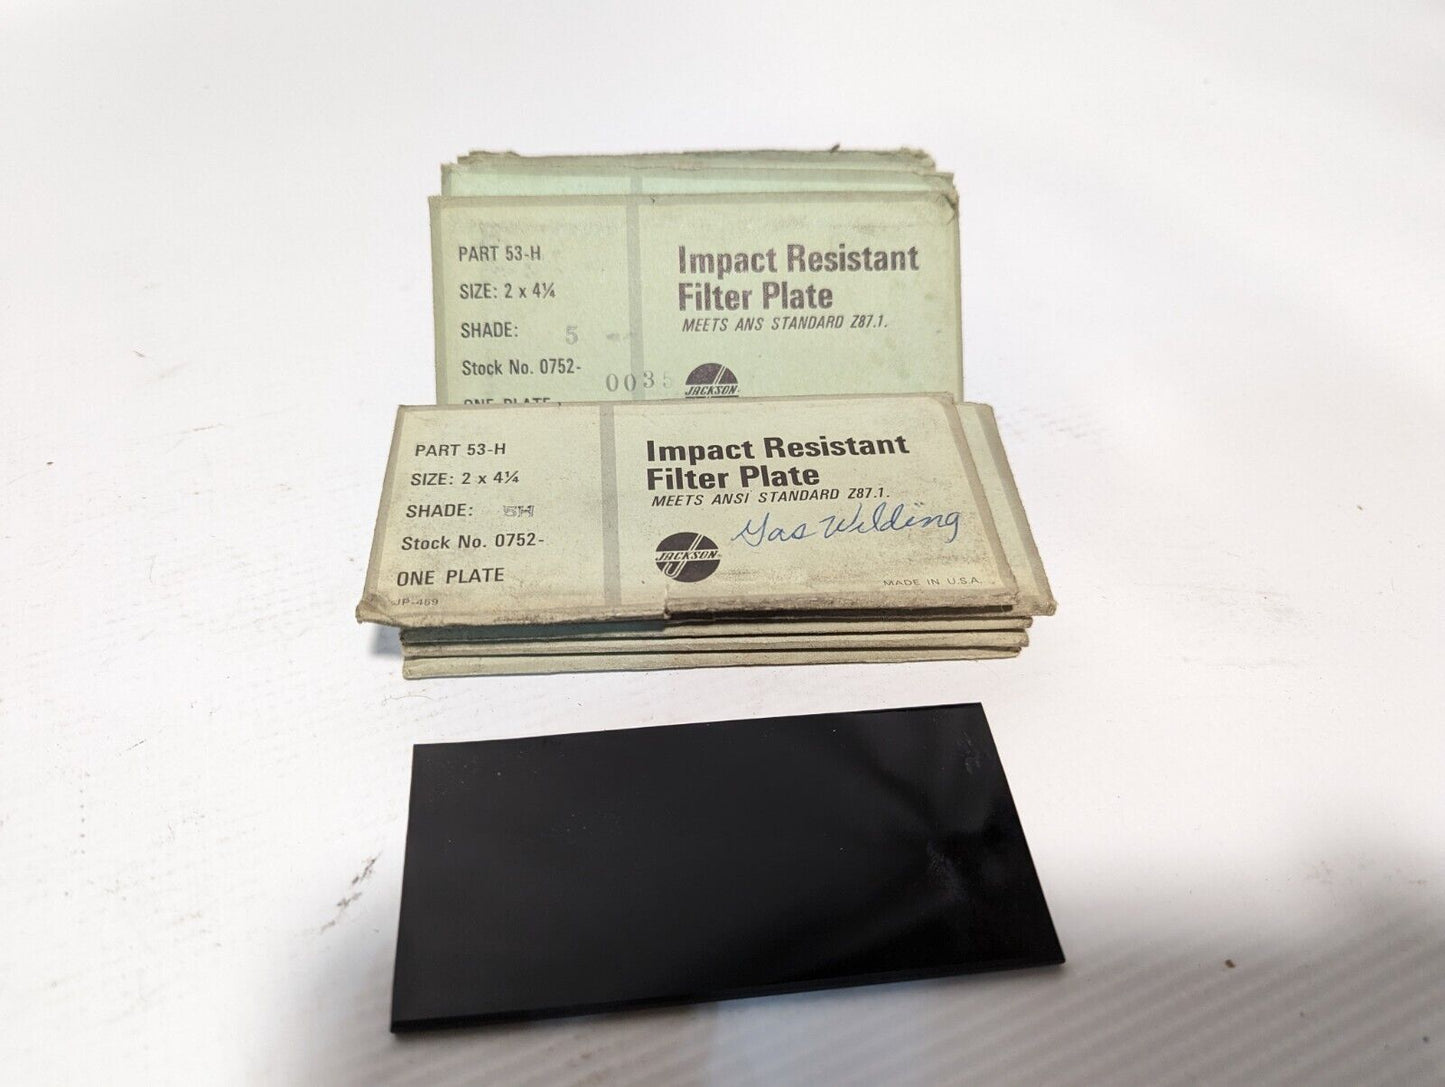 PART 53-H
SIZE: 2 x 4¼
SHADE: 5
Stock No. 0752- 0035
ONE PLATE
Impact Resistant
Filter Plate
MEETS ANS STANDARD Z87.1.
JACKSON
PART 53-H
SIZE: 2 x 4¼
SHADE: 5H
Stock No. 0752-
ONE PLATE
JP-469
Impact Resistant
Filter Plate
MEETS ANSI STANDARD Z87.1.
Gas Wilding
JACKSON
MADE IN U.S.A.